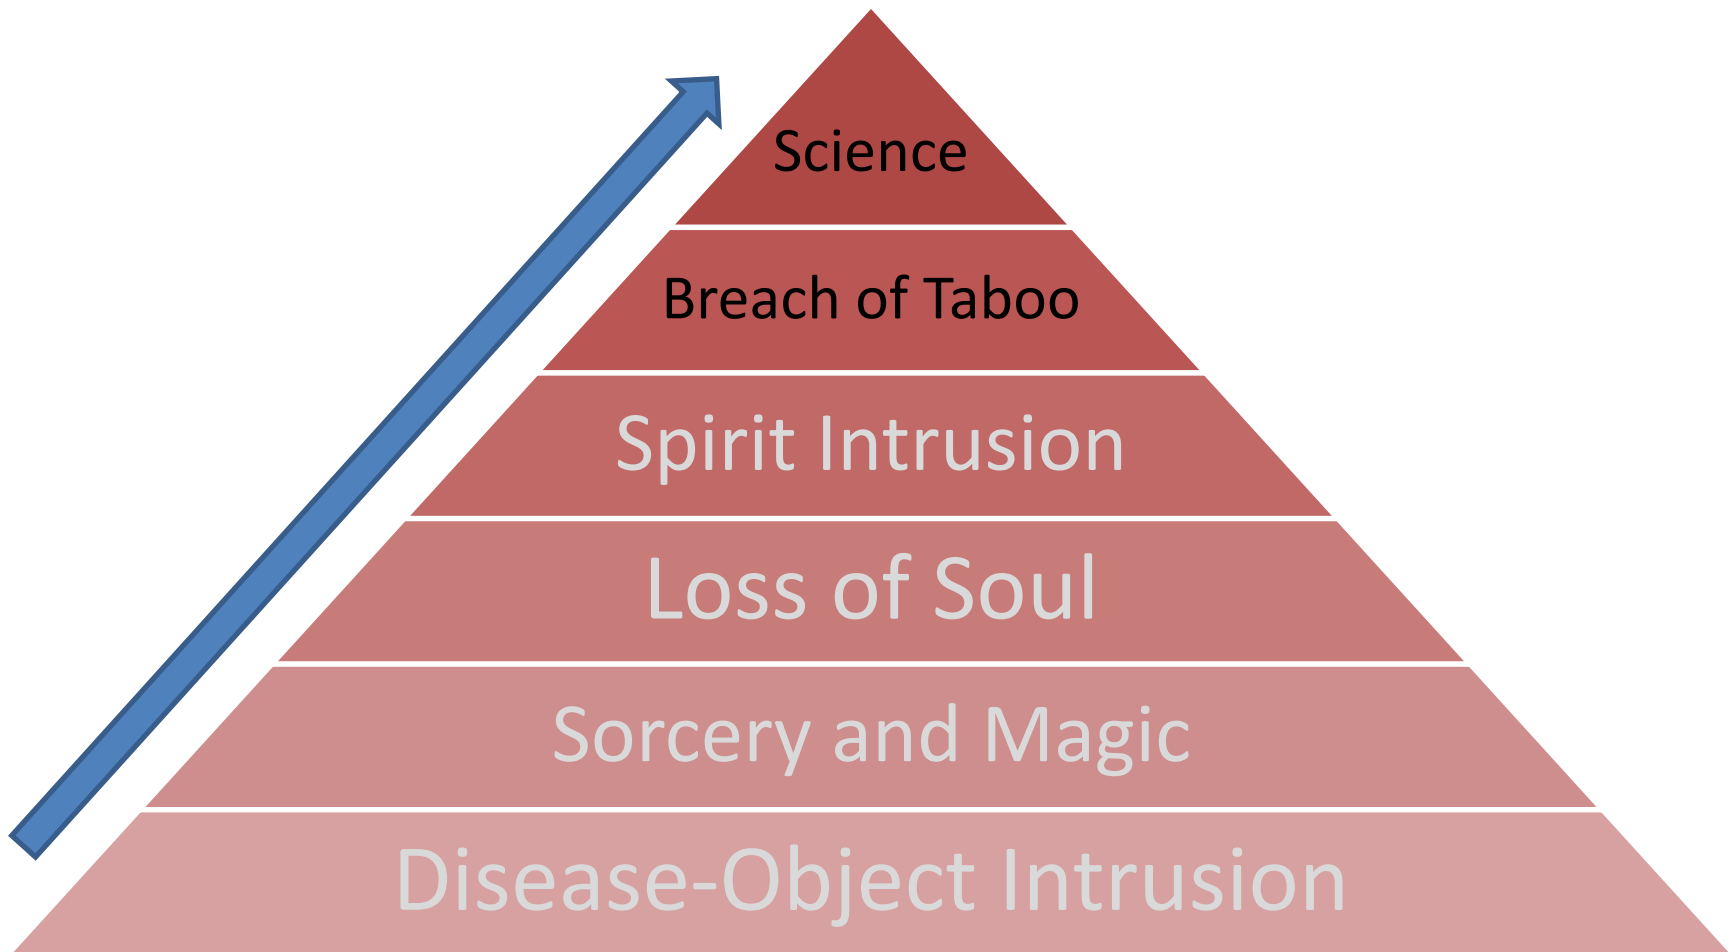 Science
Breach of Taboo
Spirit Intrusion
Loss of Soul
Sorcery and Magic
Disease-Object Intrusion